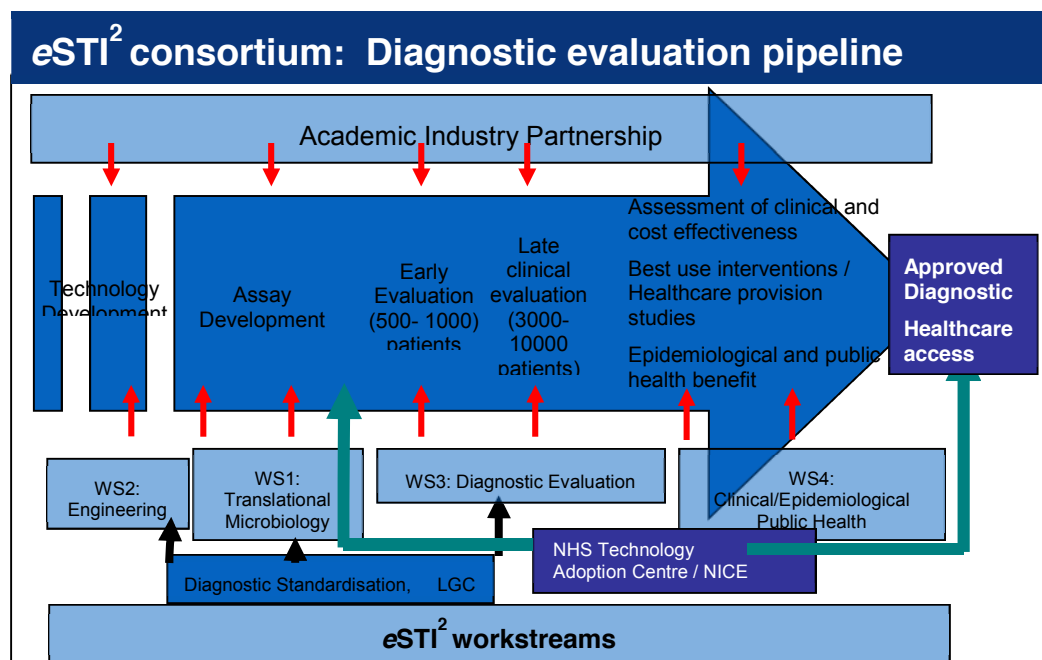 eSTI² consortium: Diagnostic evaluation pipeline
Academic Industry Partnership
Technology
Development
Assay
Development
Early
Evaluation
(500- 1000)
patients
Late
clinical
evaluation
(3000-
10000
patients)
Assessment of clinical and
cost effectiveness
Best use interventions /
Healthcare provision
studies
Epidemiological and public
health benefit
Approved
Diagnostic
Healthcare
access
WS2:
Engineering
WS1:
Translational
Microbiology
WS3: Diagnostic Evaluation
WS4:
Clinical/Epidemiological
Public Health
Diagnostic Standardisation, LGC
NHS Technology
Adoption Centre / NICE
eSTI² workstreams